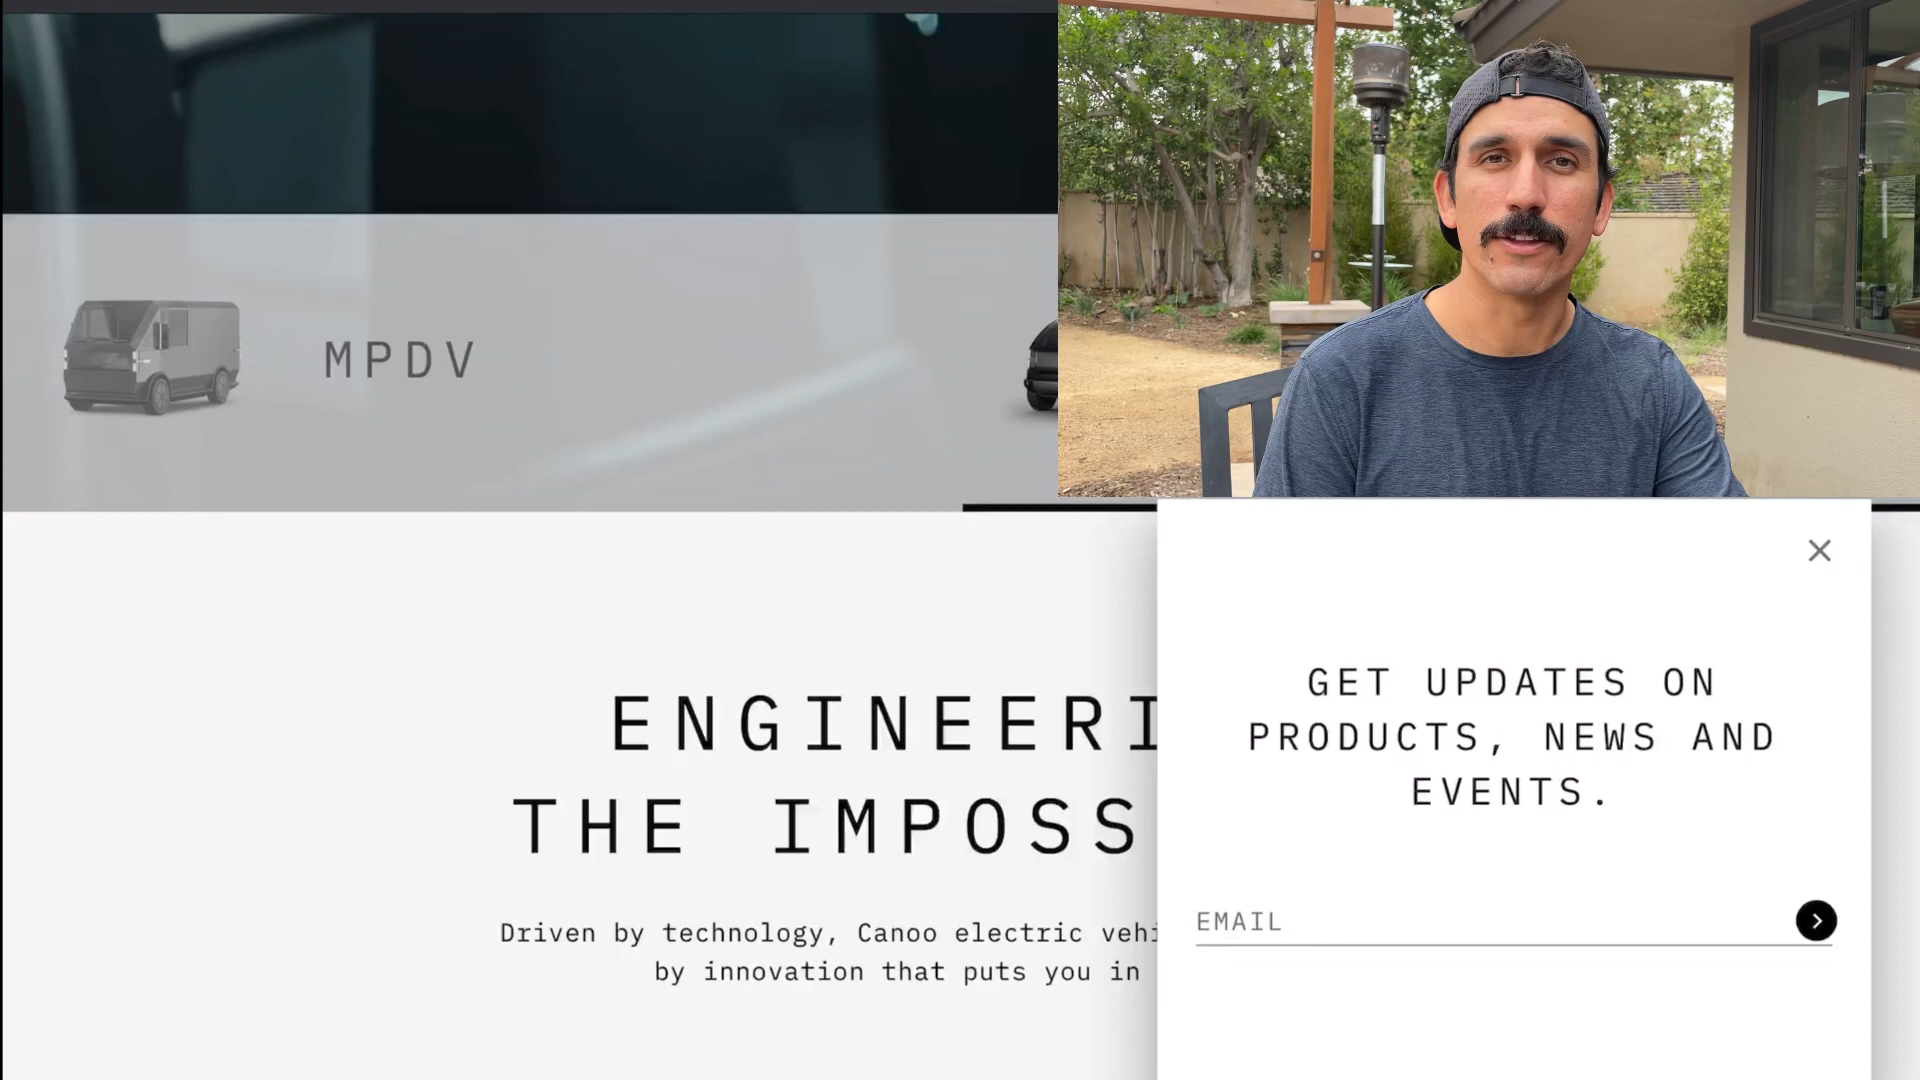 MPDV
ENGINEERI
THE IMPOSS
Driven by technology, Canoo electric vehi
by innovation that puts you in
GET UPDATES ON
PRODUCTS, NEWS AND
EVENTS.
EMAIL